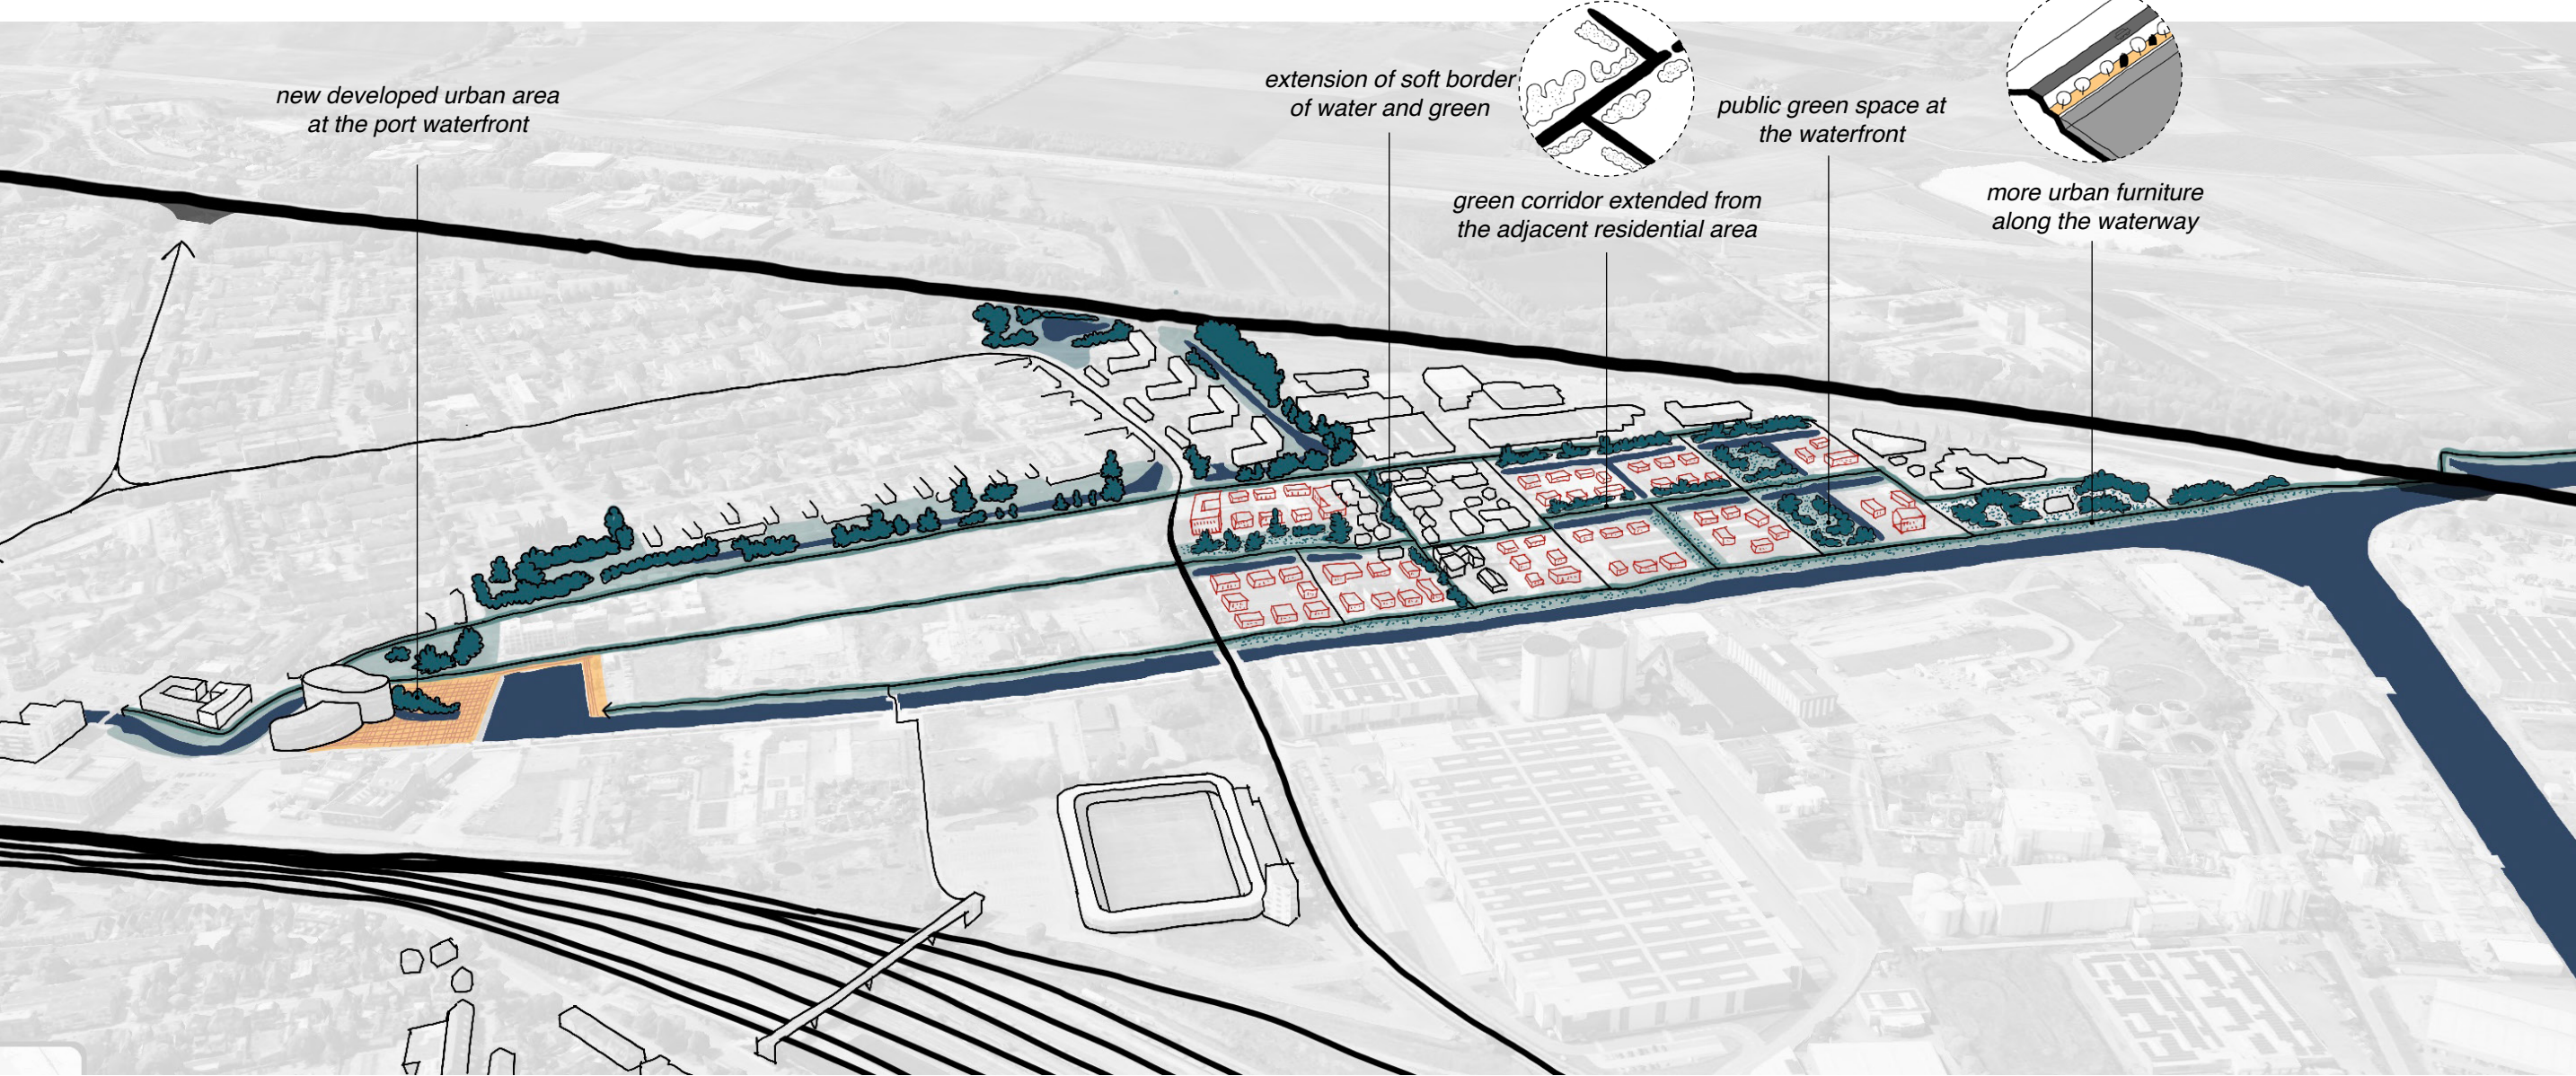 new developed urban area
at the port waterfront
extension of soft border
of water and green
green corridor extended from
the adjacent residential area
public green space at
the waterfront
more urban furniture
along the waterway